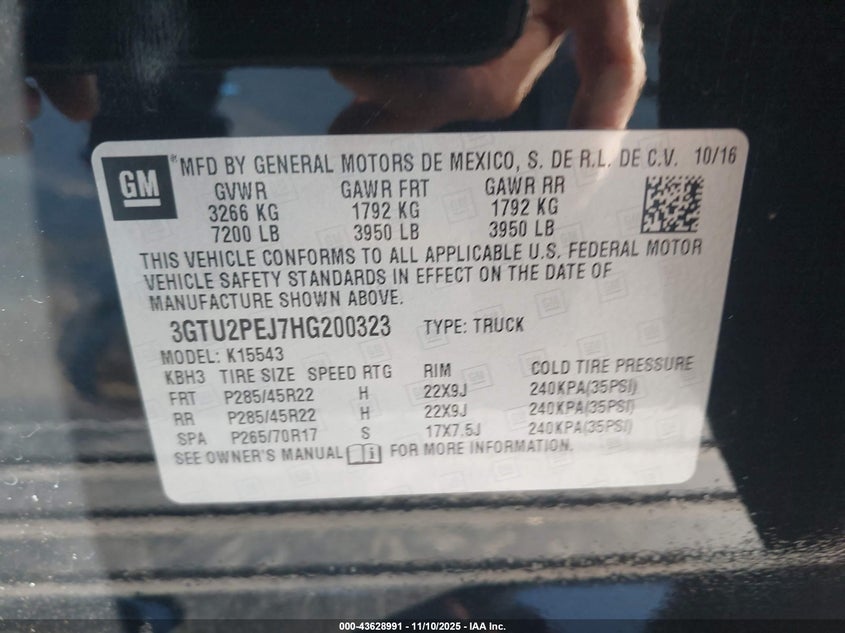 GM
*MFD BY GENERAL MOTORS DE MEXICO, S. DE R.L. DE C.V. 10/16
GVWR GAWR FRT GAWR RR
3266 KG 1792 KG 1792 KG
7200 LB 3950 LB 3950 LB
THIS VEHICLE CONFORMS TO ALL APPLICABLE U.S. FEDERAL MOTOR
VEHICLE SAFETY STANDARDS IN EFFECT ON THE DATE OF
MANUFACTURE SHOWN ABOVE.
3GTU2PEJ7HG200323 TYPE: TRUCK
MODEL: K15543
KBH3 TIRE SIZE SPEED RTG RIM COLD TIRE PRESSURE
FRT P285/45R22 H 22X9J 240KPA(35PSI)
RR P285/45R22 H 22X9J 240KPA(35PSI)
SPA P265/70R17 S 17X7.5J 240KPA(35PSI)
SEE OWNER'S MANUAL i FOR MORE INFORMATION.
000-43628991 - 11/10/2025 - IAA Inc.